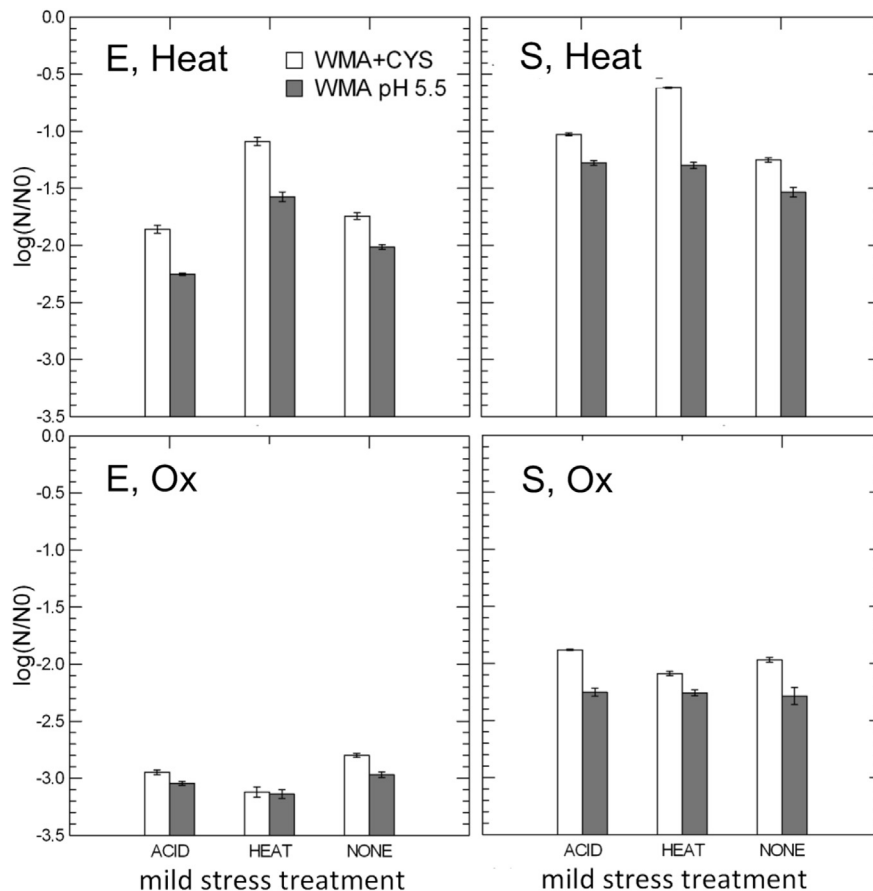 E, Heat
WMA+CYS
WMA pH 5.5
S, Heat
0.0
-0.5
-1.0
-1.5
-2.0
-2.5
-3.0
-3.5
log(N/N0)
E, Ox
S, Ox
0.0
-0.5
-1.0
-1.5
-2.0
-2.5
-3.0
-3.5
log(N/N0)
ACID HEAT NONE
ACID HEAT NONE
mild stress treatment
mild stress treatment